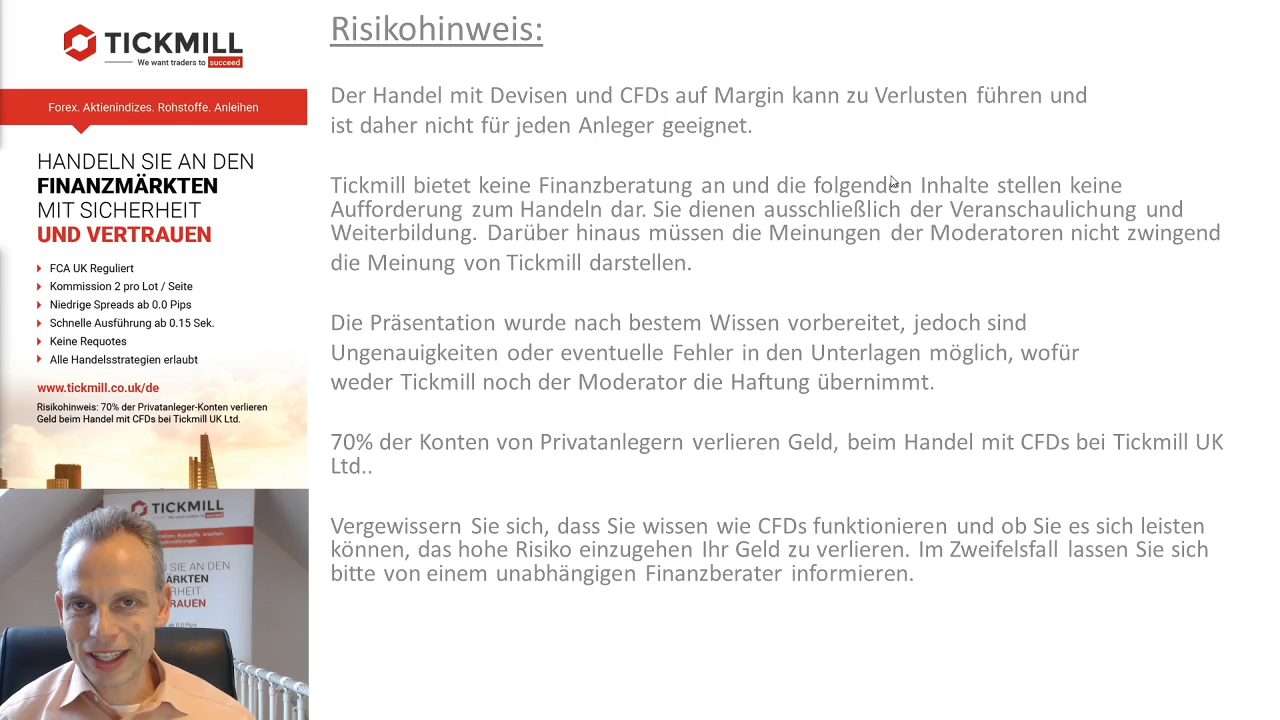 TICKMILL
We want traders to succeed
Forex. Aktienindizes. Rohstoffe. Anleihen
HANDELN SIE AN DEN
FINANZMÄRKTEN
MIT SICHERHEIT
UND VERTRAUEN
FCA UK Reguliert
Kommission 2 pro Lot / Seite
Niedrige Spreads ab 0.0 Pips
Schnelle Ausführung ab 0.15 Sek.
Keine Requotes
Alle Handelsstrategien erlaubt
www.tickmill.co.uk/de
Risikohinweis: 70% der Privatanleger-Konten verlieren
Geld beim Handel mit CFDs bei Tickmill UK Ltd.
Risikohinweis:
Der Handel mit Devisen und CFDs auf Margin kann zu Verlusten führen und
ist daher nicht für jeden Anleger geeignet.
Tickmill bietet keine Finanzberatung an und die folgenden Inhalte stellen keine
Aufforderung zum Handeln dar. Sie dienen ausschließlich der Veranschaulichung und
Weiterbildung. Darüber hinaus müssen die Meinungen der Moderatoren nicht zwingend
die Meinung von Tickmill darstellen.
Die Präsentation wurde nach bestem Wissen vorbereitet, jedoch sind
Ungenauigkeiten oder eventuelle Fehler in den Unterlagen möglich, wofür
weder Tickmill noch der Moderator die Haftung übernimmt.
70% der Konten von Privatanlegern verlieren Geld, beim Handel mit CFDs bei Tickmill UK
Ltd..
Vergewissern Sie sich, dass Sie wissen wie CFDs funktionieren und ob Sie es sich leisten
können, das hohe Risiko einzugehen Ihr Geld zu verlieren. Im Zweifelsfall lassen Sie sich
bitte von einem unabhängigen Finanzberater informieren.
TICKMILL
SIE AN DEN
MÄRKTEN
RHEIT
RAUEN